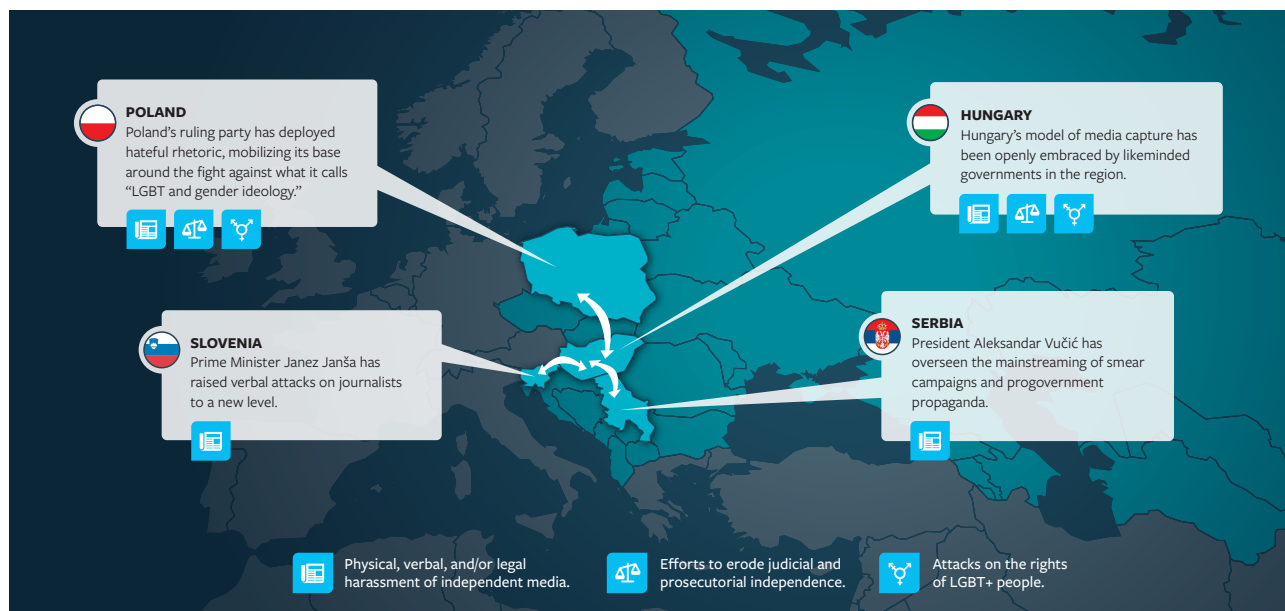 POLAND
Poland’s ruling party has deployed
hateful rhetoric, mobilizing its base
around the fight against what it calls
“LGBT and gender ideology.”
HUNGARY
Hungary’s model of media capture has
been openly embraced by likeminded
governments in the region.
SLOVENIA
Prime Minister Janez Janša has
raised verbal attacks on journalists
to a new level.
SERBIA
President Aleksandar Vučić has
overseen the mainstreaming of smear
campaigns and progovernment
propaganda.
Physical, verbal, and/or legal
harassment of independent media.
Efforts to erode judicial and
prosecutorial independence.
Attacks on the rights
of LGBT+ people.